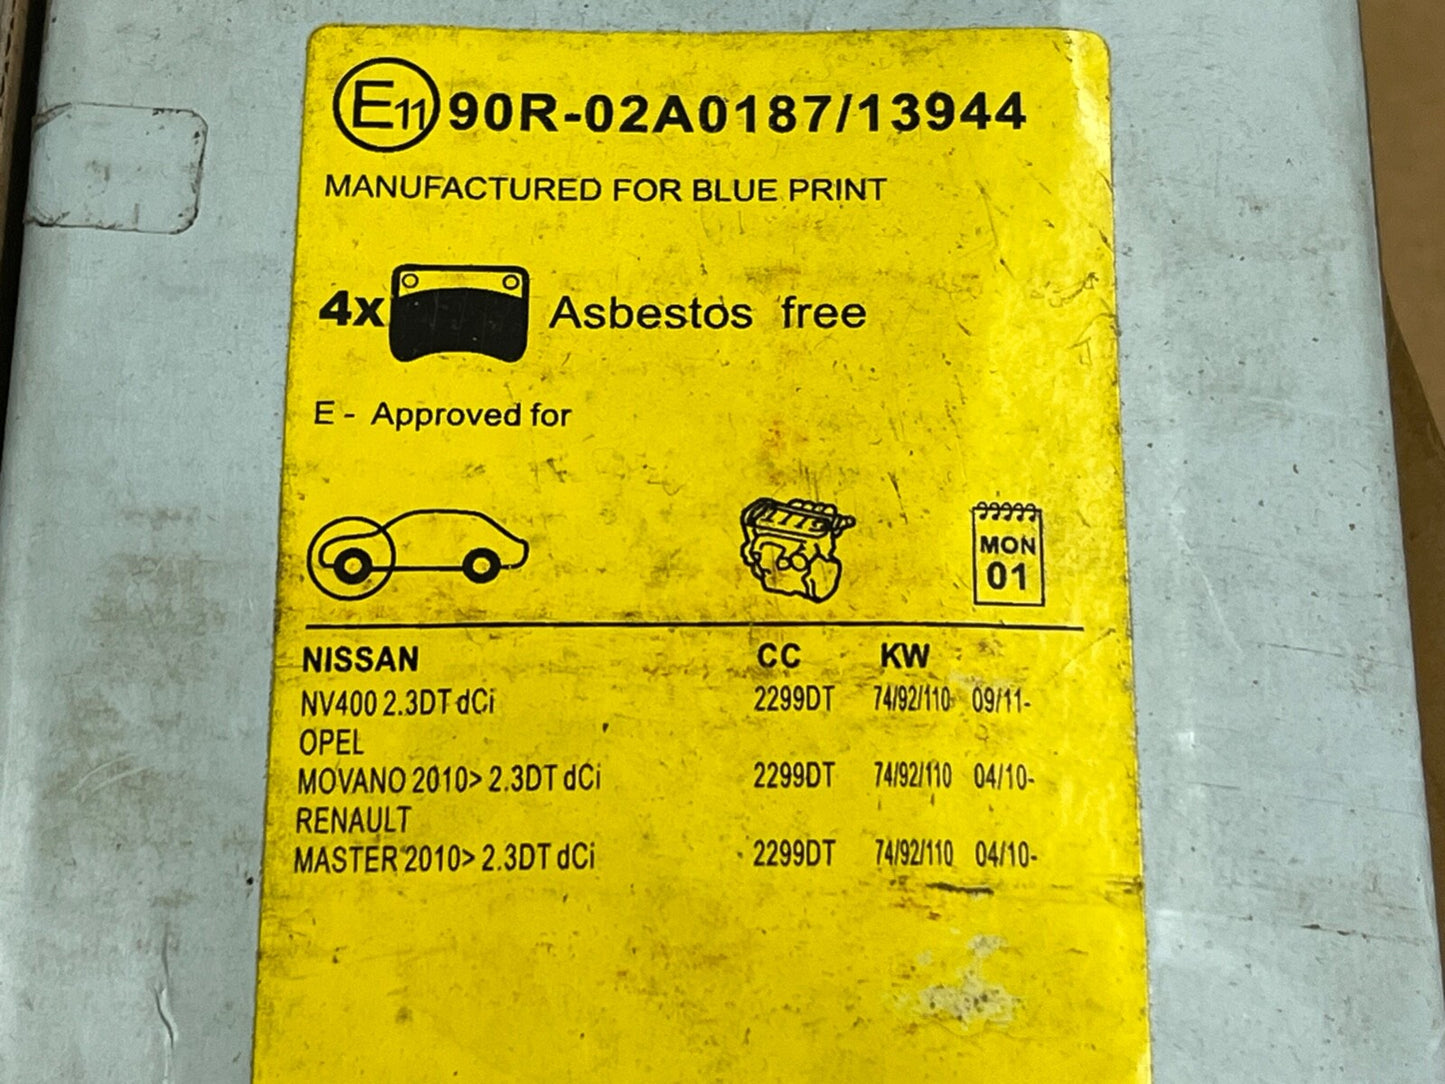 E11 90R-02A0187/13944
MANUFACTURED FOR BLUE PRINT
4x Asbestos free
E - Approved for
MON
01
NISSAN CC KW
NV400 2.3DT dCi 2299DT 74/92/110 09/11-
OPEL
MOVANO 2010> 2.3DT dCi 2299DT 74/92/110 04/10-
RENAULT
MASTER 2010> 2.3DT dCi 2299DT 74/92/110 04/10-